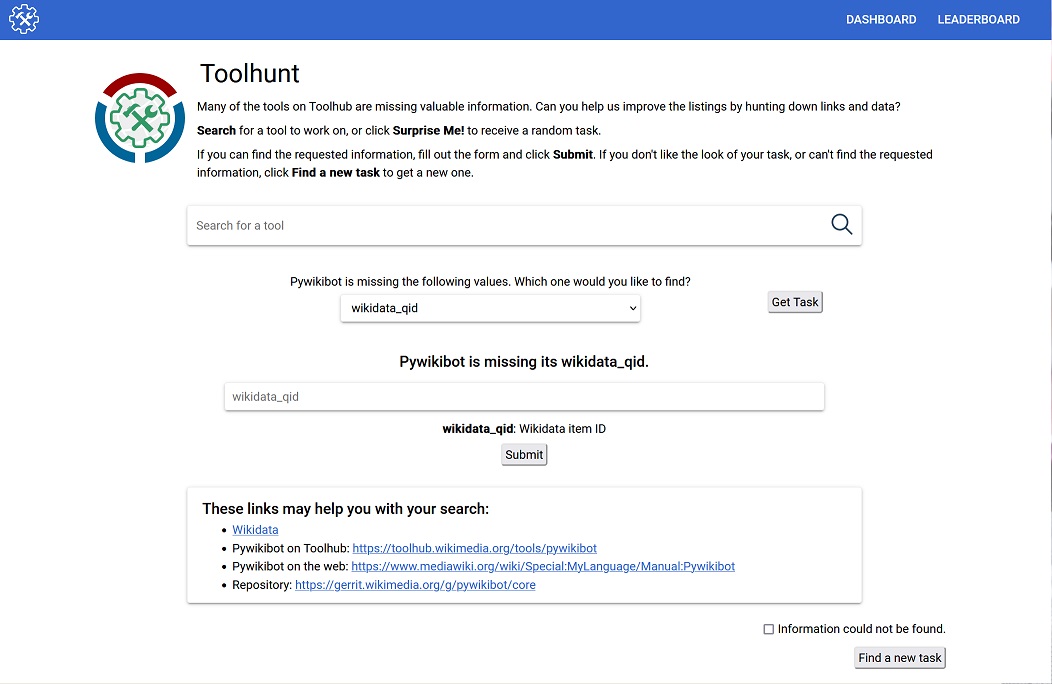 DASHBOARD LEADERBOARD
Toolhunt
Many of the tools on Toolhub are missing valuable information. Can you help us improve the listings by hunting down links and data?
Search for a tool to work on, or click Surprise Me! to receive a random task.
If you can find the requested information, fill out the form and click Submit. If you don't like the look of your task, or can't find the requested
information, click Find a new task to get a new one.
Search for a tool
Pywikibot is missing the following values. Which one would you like to find?
wikidata_qid
Get Task
Pywikibot is missing its wikidata_qid.
wikidata_qid
wikidata_qid: Wikidata item ID
Submit
These links may help you with your search:
• Wikidata
• Pywikibot on Toolhub: https://toolhub.wikimedia.org/tools/pywikibot
• Pywikibot on the web: https://www.mediawiki.org/wiki/Special:MyLanguage/Manual:Pywikibot
• Repository: https://gerrit.wikimedia.org/g/pywikibot/core
Information could not be found.
Find a new task